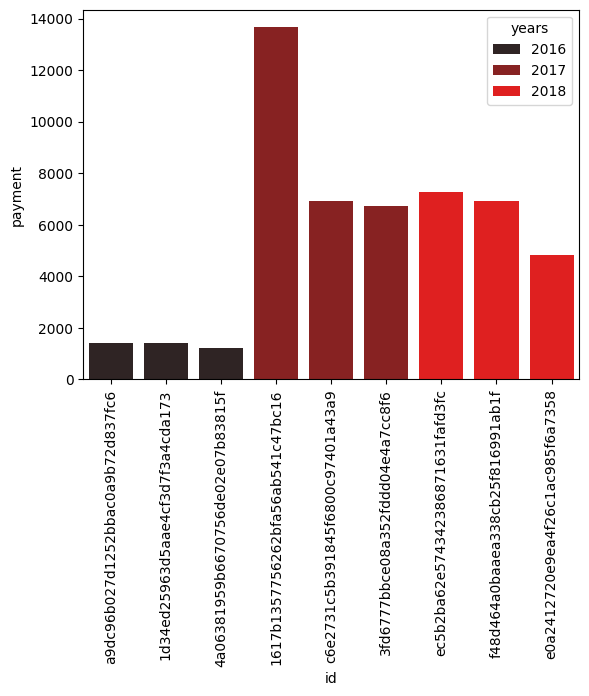 14000
12000
10000
8000
6000
4000
2000
0
payment
years
2016
2017
2018
a9dc96b027d1252bbac0a9b72d837fc6
1d34ed25963d5aae4cf3d7f3a4cda173
4a06381959b6670756de02e07b83815f
1617b1357756262bfa56ab541c47bc16
c6e2731c5b391845f6800c97401a43a9
3fd6777bbce08a352fddd04e4a7cc8f6
ec5b2ba62e574342386871631fafd3fc
f48d464a0baaea338cb25f816991ab1f
e0a2412720e9ea4f26c1ac985f6a7358
id